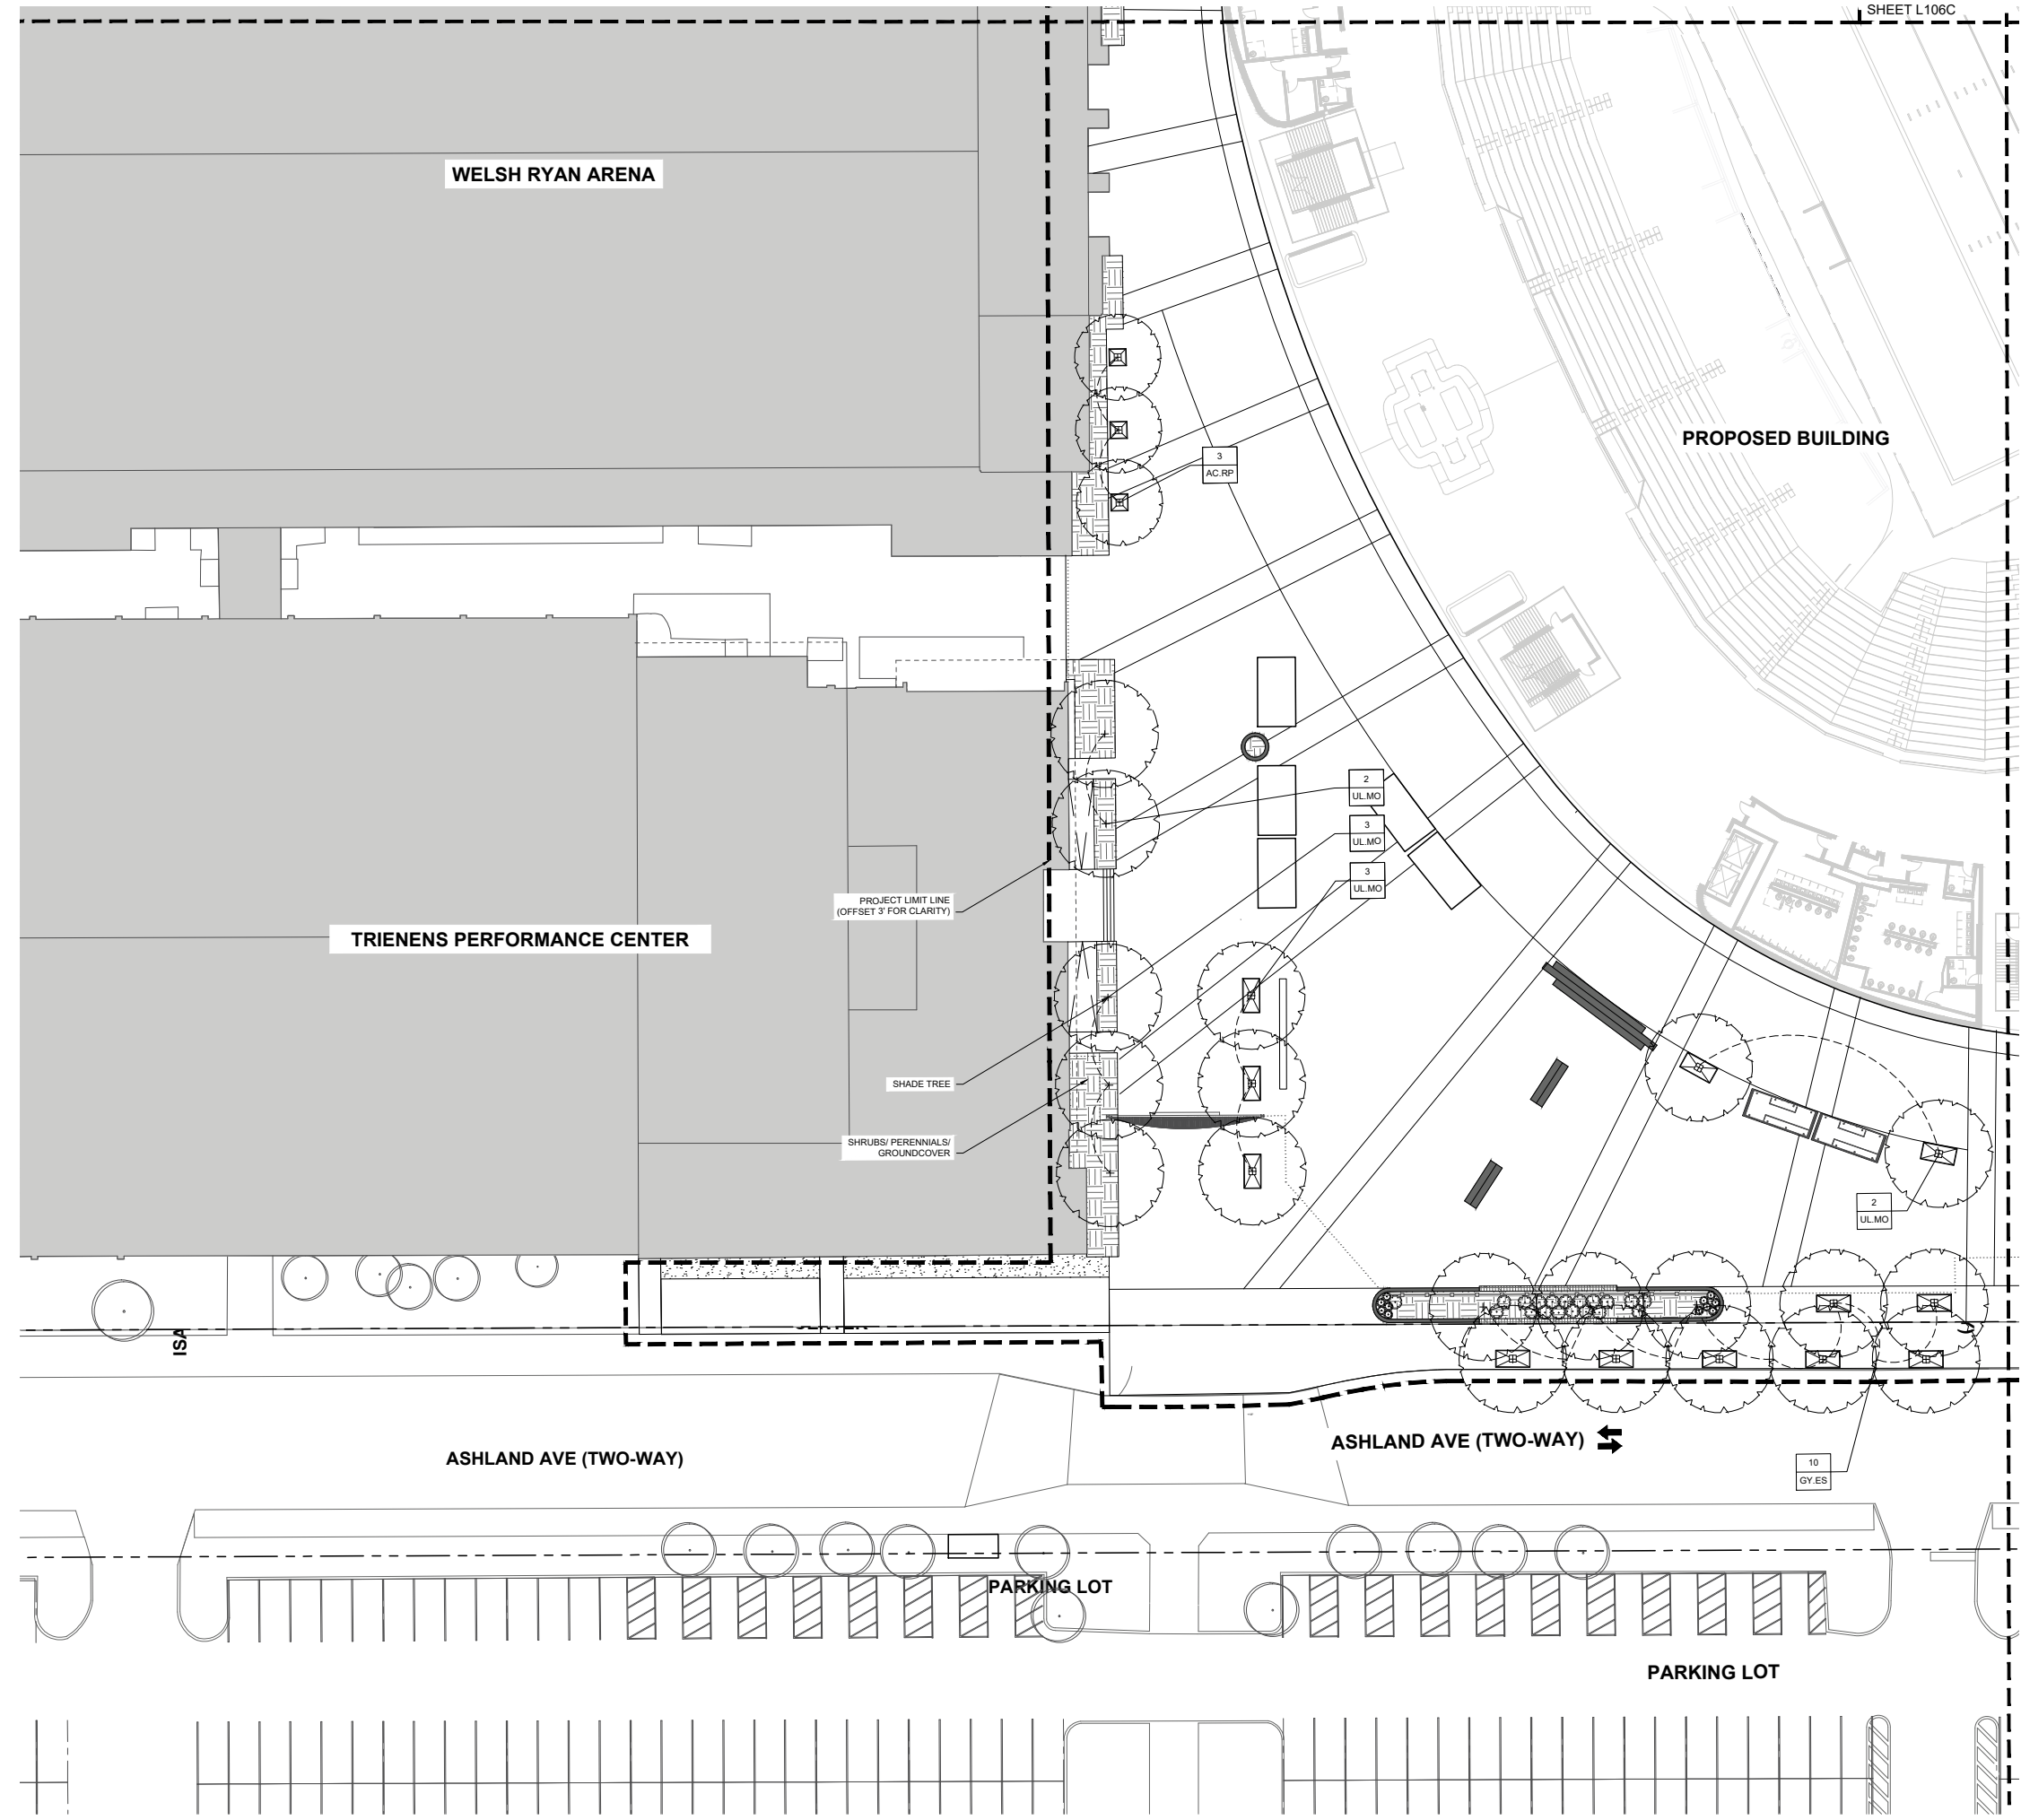 SHEET L106C
WELSH RYAN ARENA
PROPOSED BUILDING
3
AC.RP
2
UL.MO
3
UL.MO
3
UL.MO
PROJECT LIMIT LINE
(OFFSET 3' FOR CLARITY)
TRIENENS PERFORMANCE CENTER
SHADE TREE
SHRUBS/ PERENNIALS/
GROUNDCOVER
2
UL.MO
ISA
ASHLAND AVE (TWO-WAY)
ASHLAND AVE (TWO-WAY)
10
GY.ES
PARKING LOT
PARKING LOT